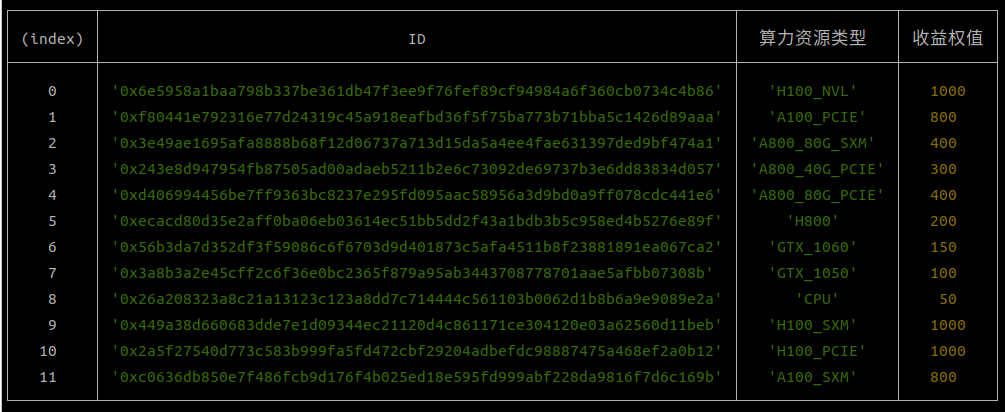 (index) ID 算力资源类型 收益权值
0 '0x6e5958a1baa798b337be361db47f3ee9f76fef89cf94984a6f360cb0734c4b86' 'H100_NVL' 1000
1 '0xf80441e792316e77d24319c45a918eafbd36f5f75ba773b71bba5c1426d89aaa' 'A100_PCIE' 800
2 '0x3e49ae1695afa8888b68f12d06737a713d15da5a4ee4fae631397ded9bf474a1' 'A800_80G_SXM' 400
3 '0x243e8d947954fb87505ad00adaeb5211b2e6c73092de69737b3e6dd83834d057' 'A800_40G_PCIE' 300
4 '0xd406994456be7ff9363bc8237e295fd095aac58956a3d9bd0a9ff078cdc441e6' 'A800_80G_PCIE' 400
5 '0xecacd80d35e2aff0ba06eb03614ec51bb5dd2f43a1bdb3b5c958ed4b5276e89f' 'H800' 200
6 '0x56b3da7d352df3f59086c6f6703d9d401873c5afa4511b8f23881891ea067ca2' 'GTX_1060' 150
7 '0x3a8b3a2e45cff2c6f36e0bc2365f879a95ab3443708778701aae5afbb07308b' 'GTX_1050' 100
8 '0x26a208323a8c21a13123c123a8dd7c714444c561103b0062d1b8b6a9e9089e2a' 'CPU' 50
9 '0x449a38d660683dde7e1d09344ec21120d4c861171ce304120e03a62560d11beb' 'H100_SXM' 1000
10 '0x2a5f27540d773c583b999fa5fd472cbf29204adbefdc98887475a468ef2a0b12' 'H100_PCIE' 1000
11 '0xc0636db850e7f486fcb9d176f4b025ed18e595fd999abf228da9816f7d6c169b' 'A100_SXM' 800